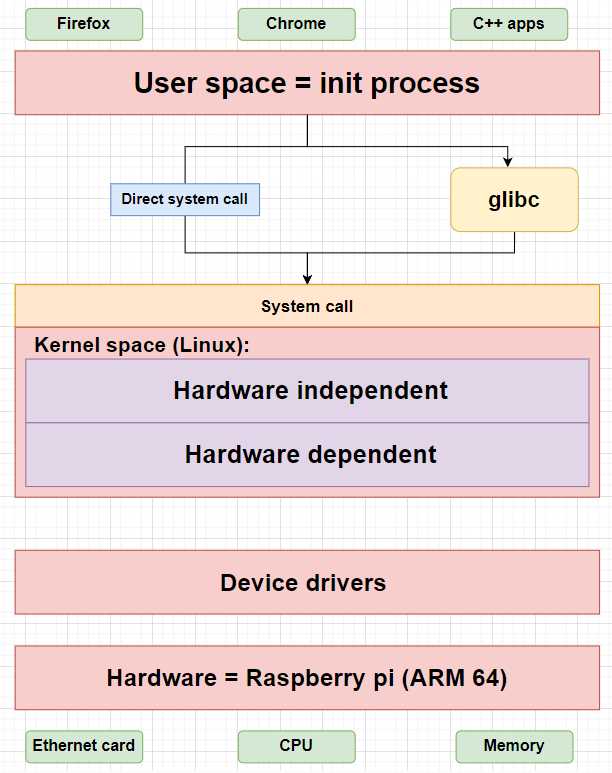 Firefox
Chrome
C++ apps
User space = init process
Direct system call
glibc
System call
Kernel space (Linux):
Hardware independent
Hardware dependent
Device drivers
Hardware = Raspberry pi (ARM 64)
Ethernet card
CPU
Memory